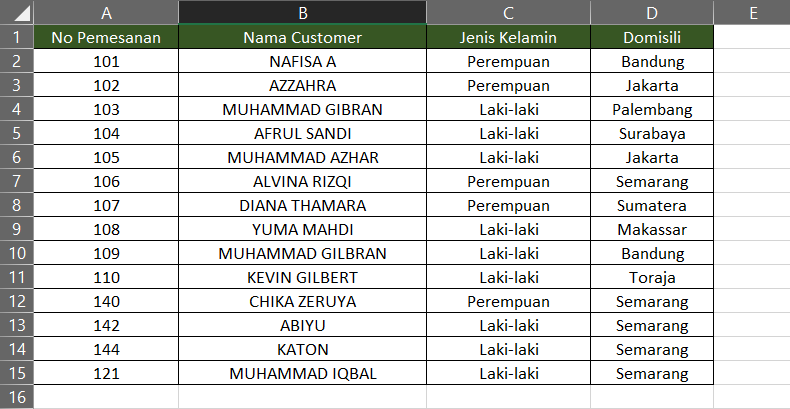 A B C D E
1 No Pemesanan Nama Customer Jenis Kelamin Domisili
2 101 NAFISA A Perempuan Bandung
3 102 AZZAHRA Perempuan Jakarta
4 103 MUHAMMAD GIBRAN Laki-laki Palembang
5 104 AFRUL SANDI Laki-laki Surabaya
6 105 MUHAMMAD AZHAR Laki-laki Jakarta
7 106 ALVINA RIZQI Perempuan Semarang
8 107 DIANA THAMARA Perempuan Sumatera
9 108 YUMA MAHDI Laki-laki Makassar
10 109 MUHAMMAD GILBRAN Laki-laki Bandung
11 110 KEVIN GILBERT Laki-laki Toraja
12 140 CHIKA ZERUYA Perempuan Semarang
13 142 ABIYU Laki-laki Semarang
14 144 KATON Laki-laki Semarang
15 121 MUHAMMAD IQBAL Laki-laki Semarang
16